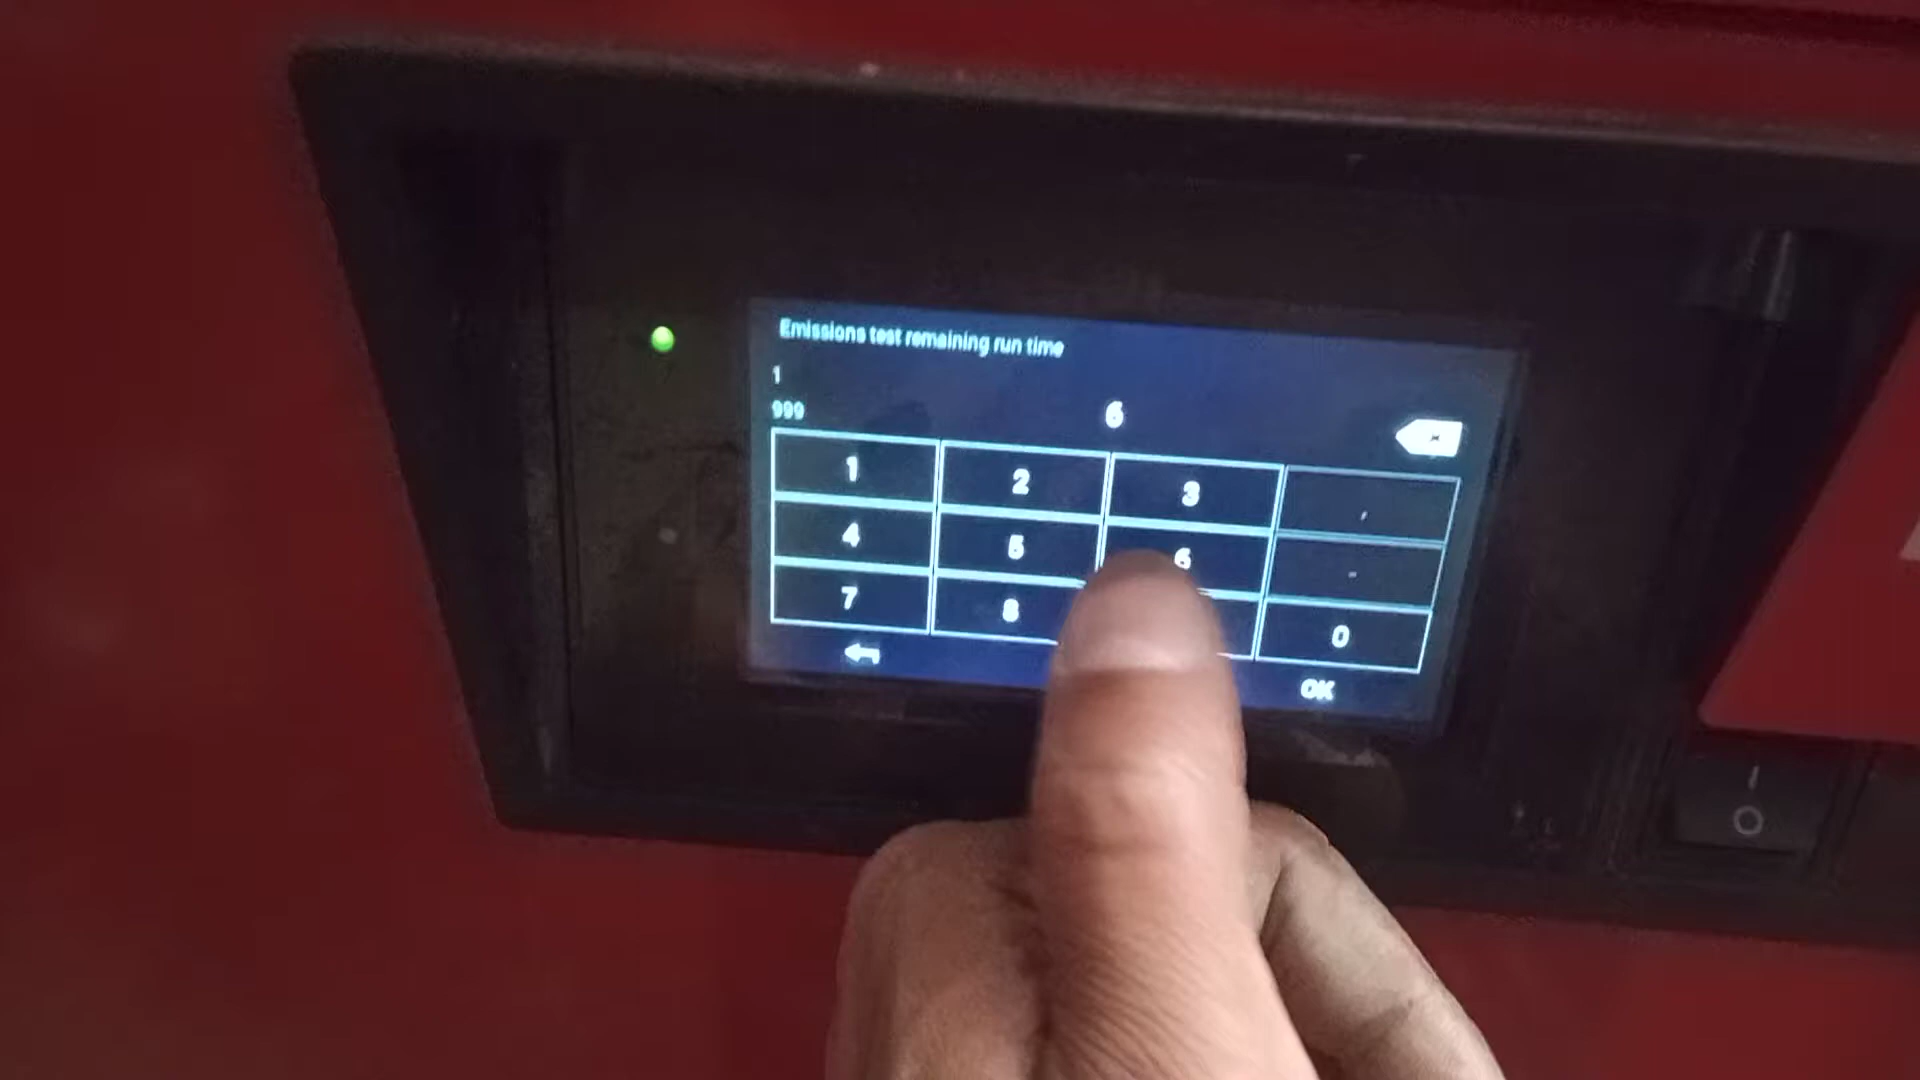 Emissions test remaining run time
1
999
6
1 2 3 ,
4 5 6 -
7 8 0
OK